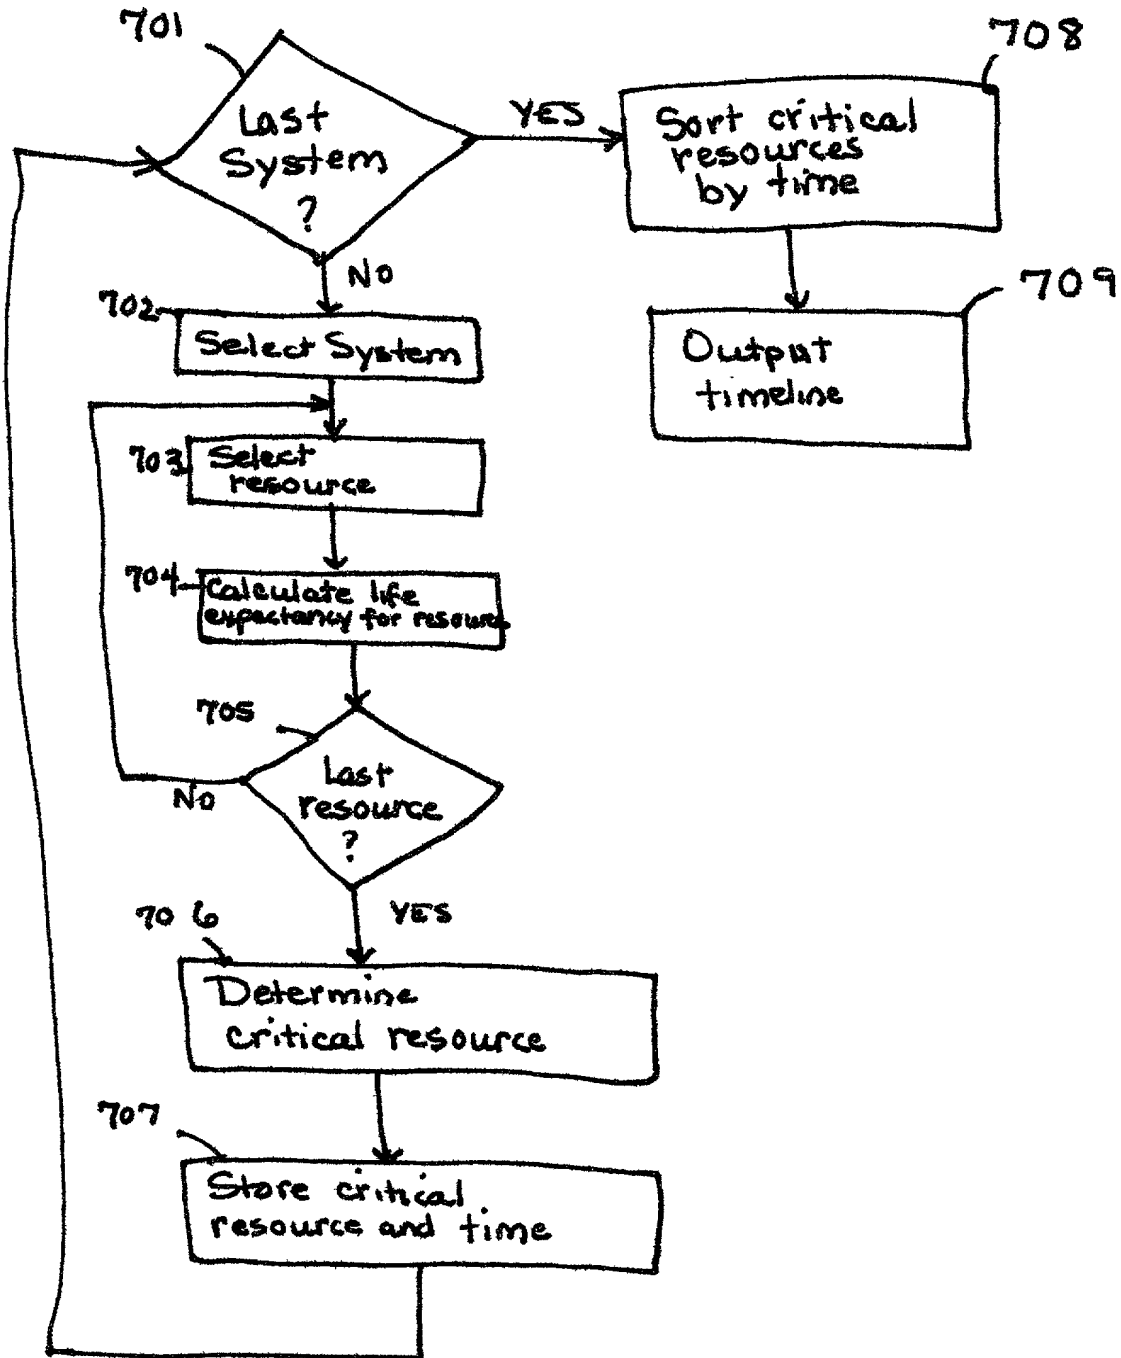 701
Last
System
?
YES
708
Sort critical
resources
by time
NO
709
Output
timeline
702
Select System
703
Select
resource
704
Calculate life
expectancy for resource
705
Last
resource
?
NO
YES
706
Determine
critical resource
707
Store critical
resource and time